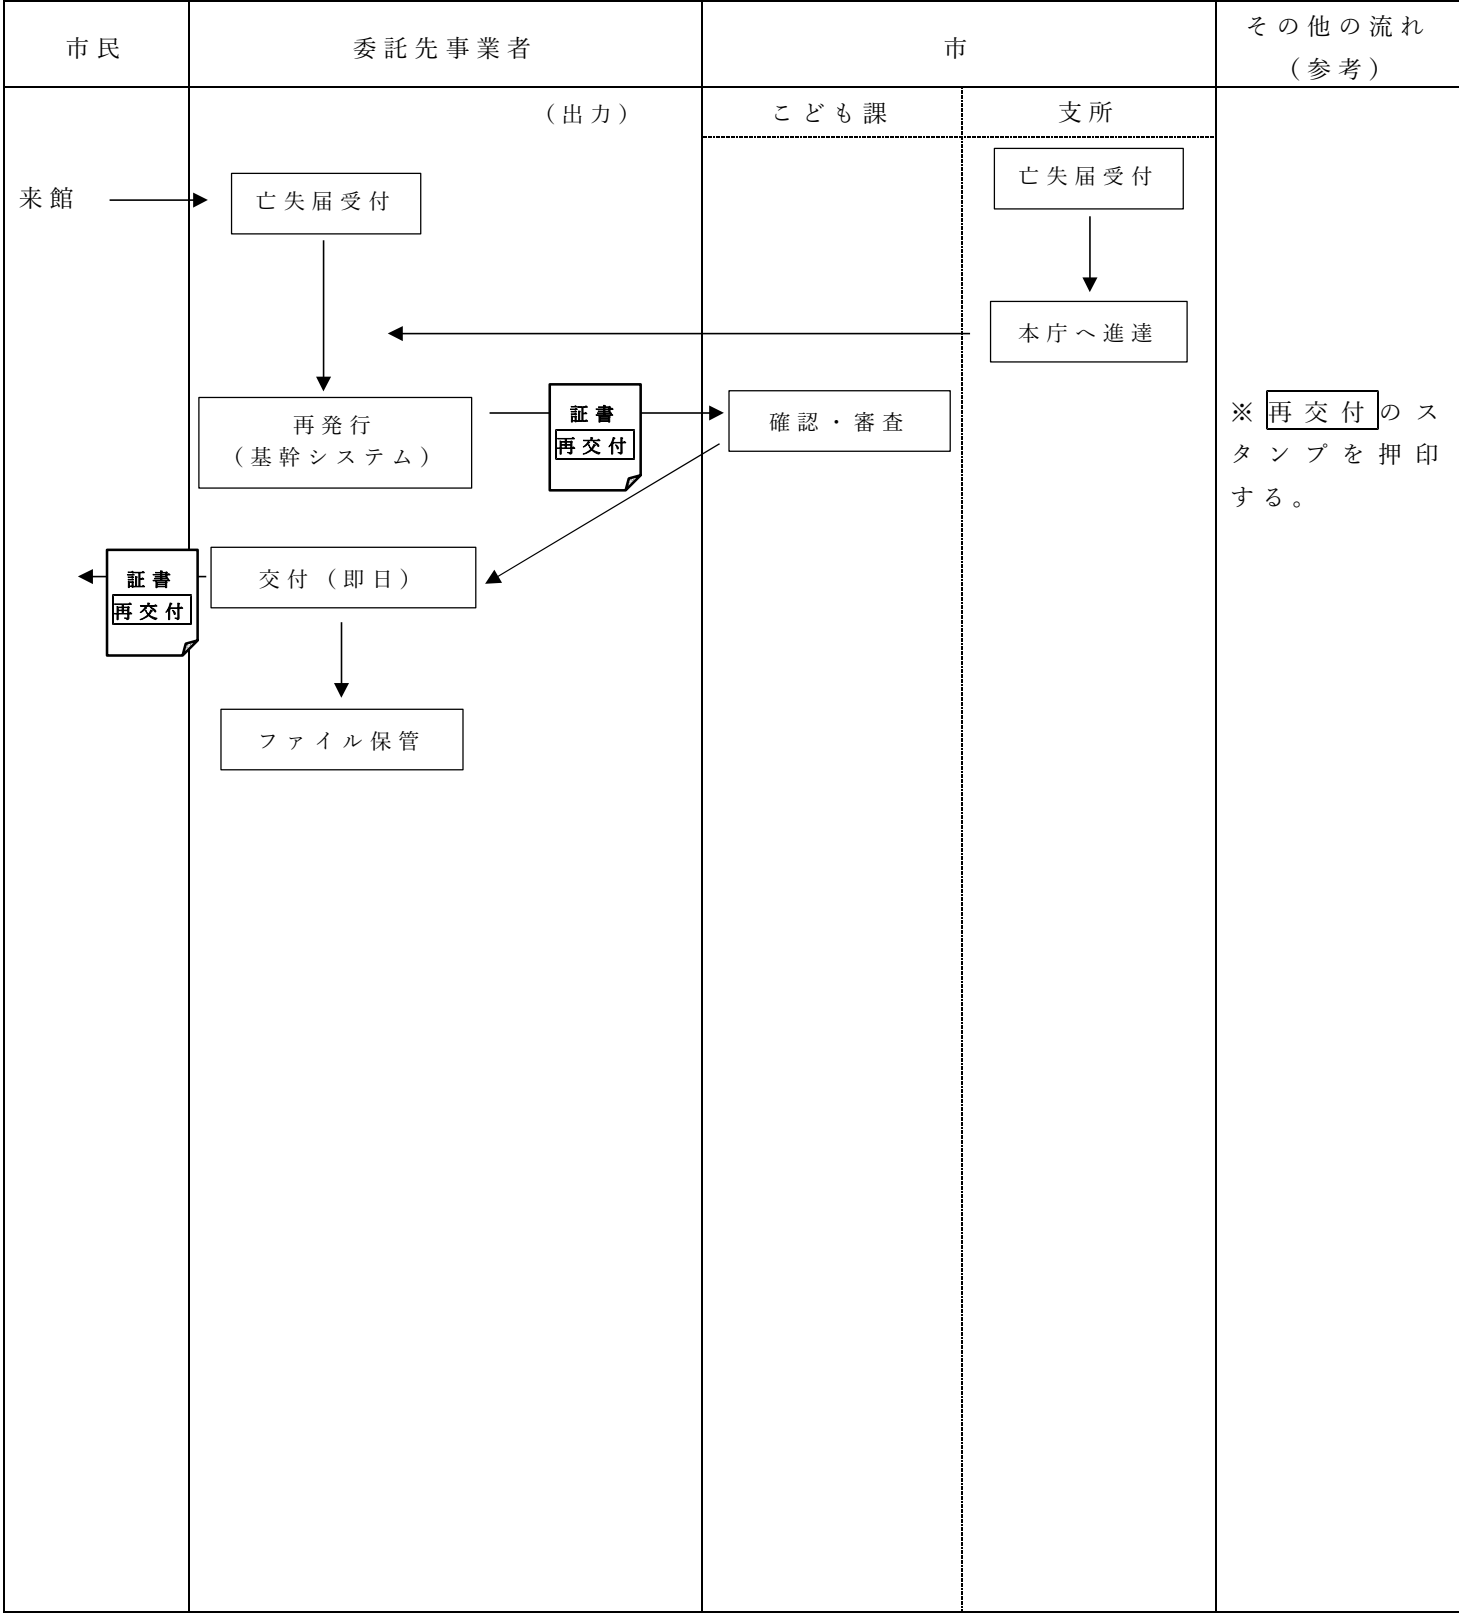 市民
委託先事業者
市
その他の流れ
（参考）
（出力）
こども課
支所
来館
亡失届受付
亡失届受付
本庁へ進達
再発行
（基幹システム）
証書
再交付
確認・審査
※再交付のス
タンプを押印
する。
証書
再交付
交付（即日）
ファイル保管